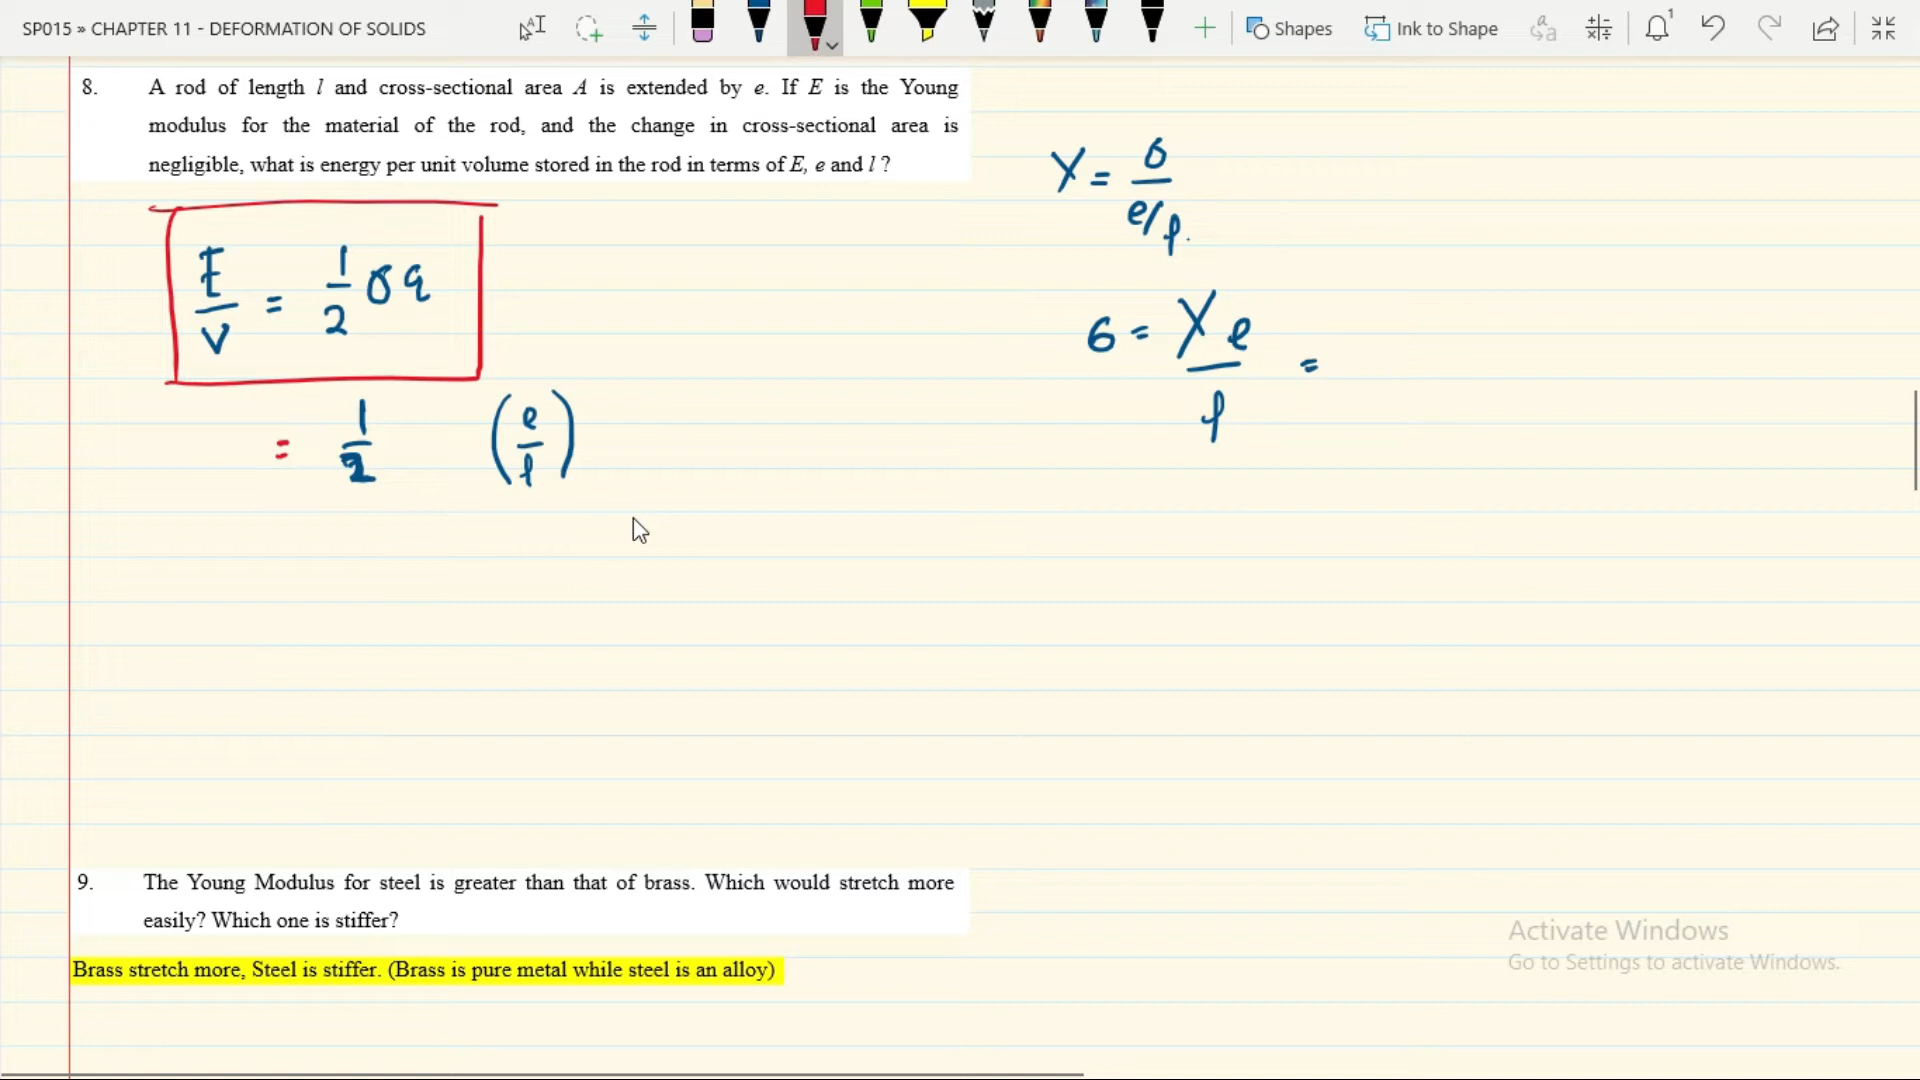 SP015 » CHAPTER 11 - DEFORMATION OF SOLIDS
Shapes
Ink to Shape
1
8. A rod of length l and cross-sectional area A is extended by e. If E is the Young
modulus for the material of the rod, and the change in cross-sectional area is
negligible, what is energy per unit volume stored in the rod in terms of E, e and l ?
E/V = 1/2 σ ε
= 1/2 (e/l)
Y = σ / e/l
σ = Y e / l =
9. The Young Modulus for steel is greater than that of brass. Which would stretch more
easily? Which one is stiffer?
Brass stretch more, Steel is stiffer. (Brass is pure metal while steel is an alloy)
Activate Windows
Go to Settings to activate Windows.